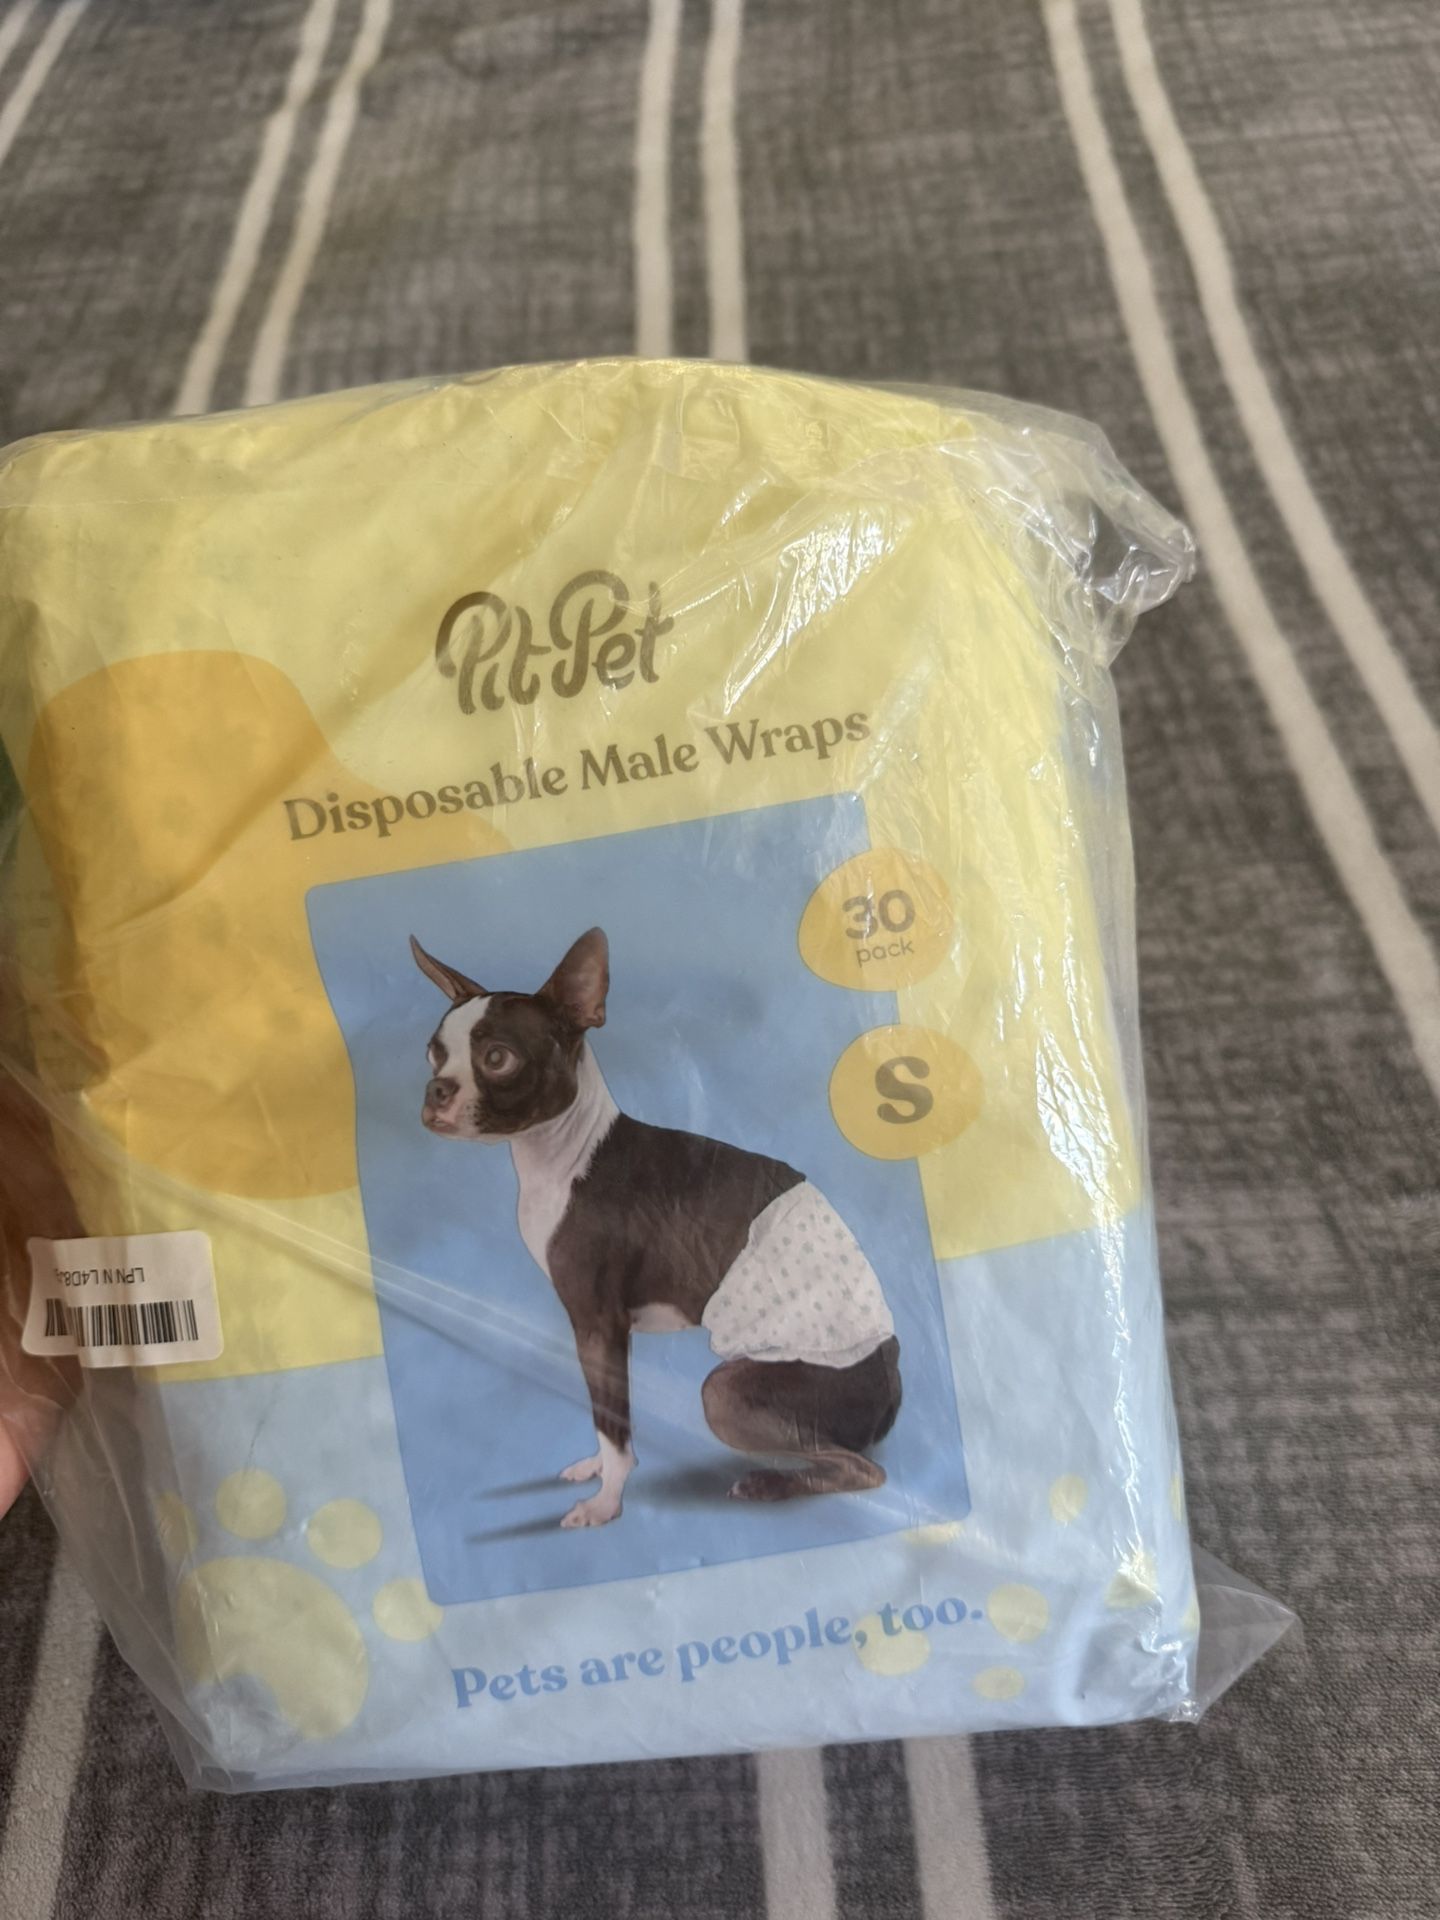 PitPet
Disposable Male Wraps
30
pack
S
Pets are people, too.